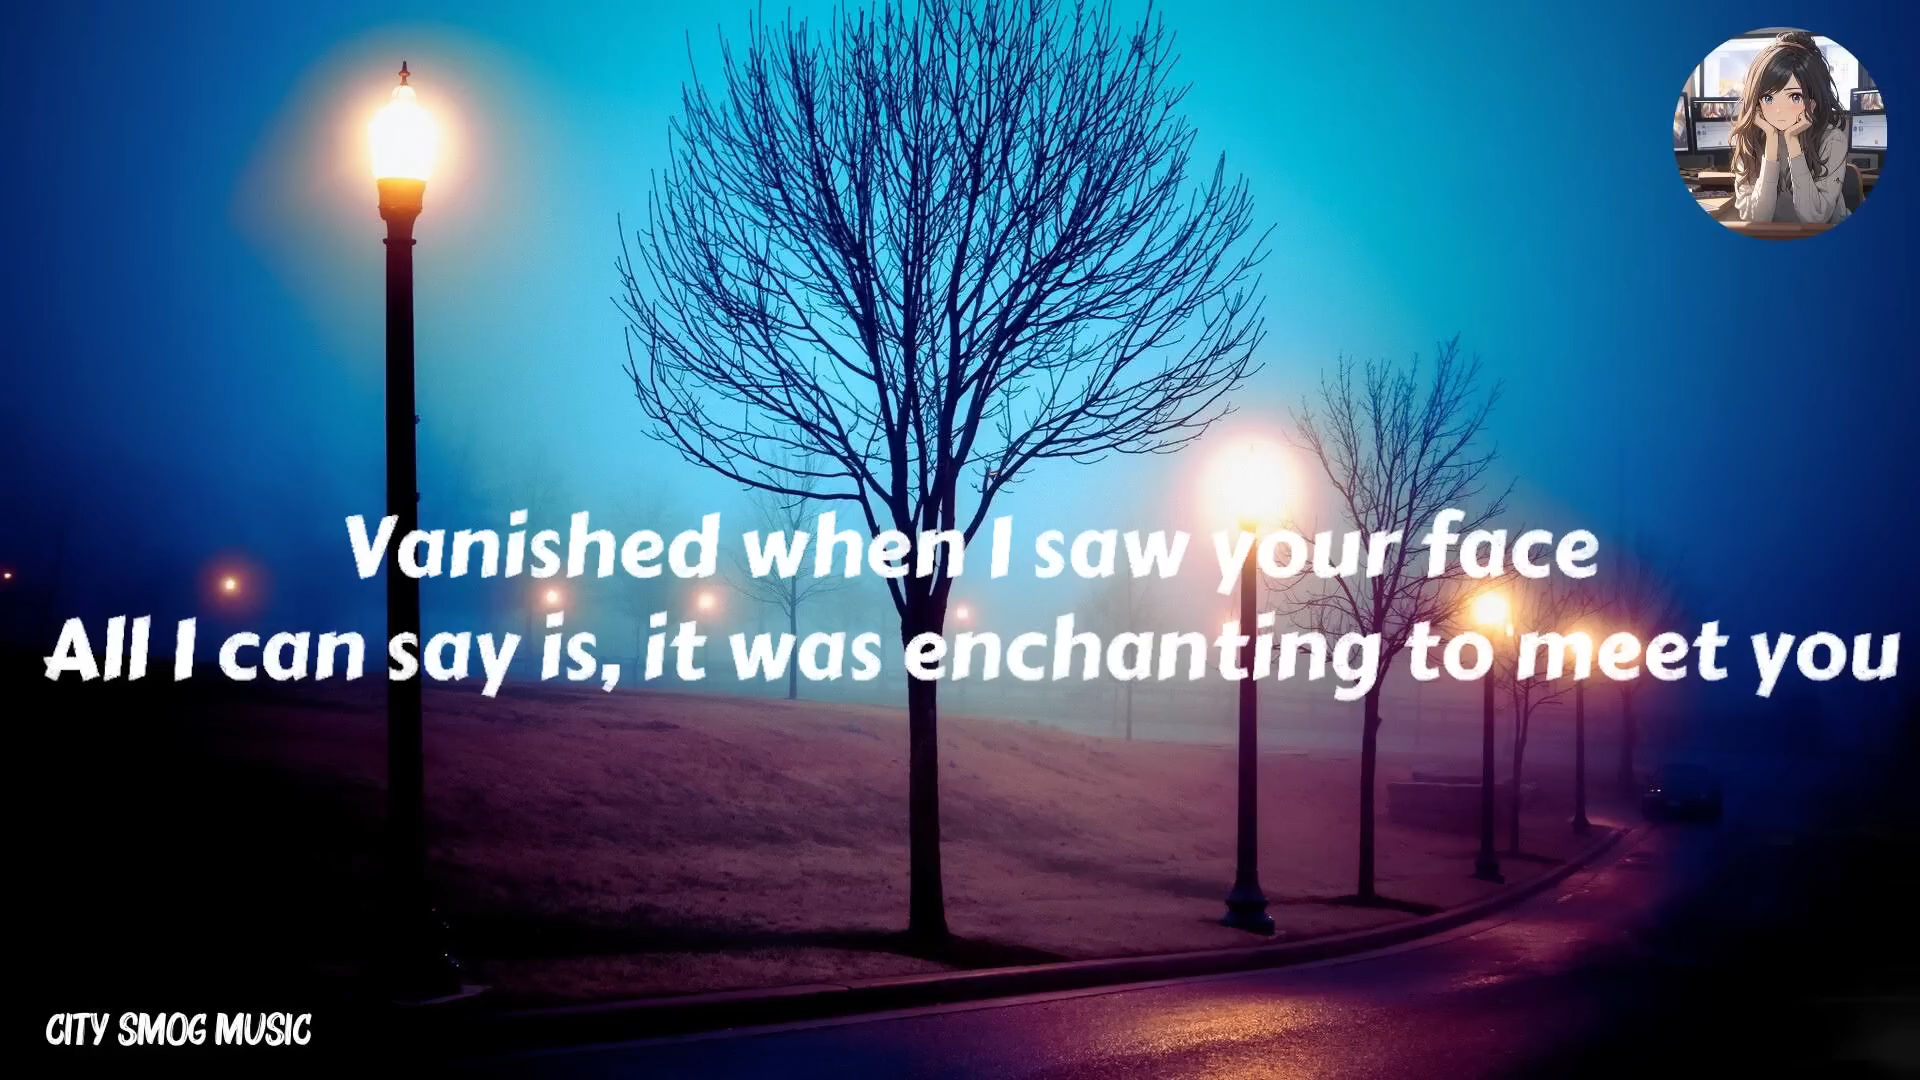 Vanished when I saw your face
All I can say is, it was enchanting to meet you
CITY SMOG MUSIC